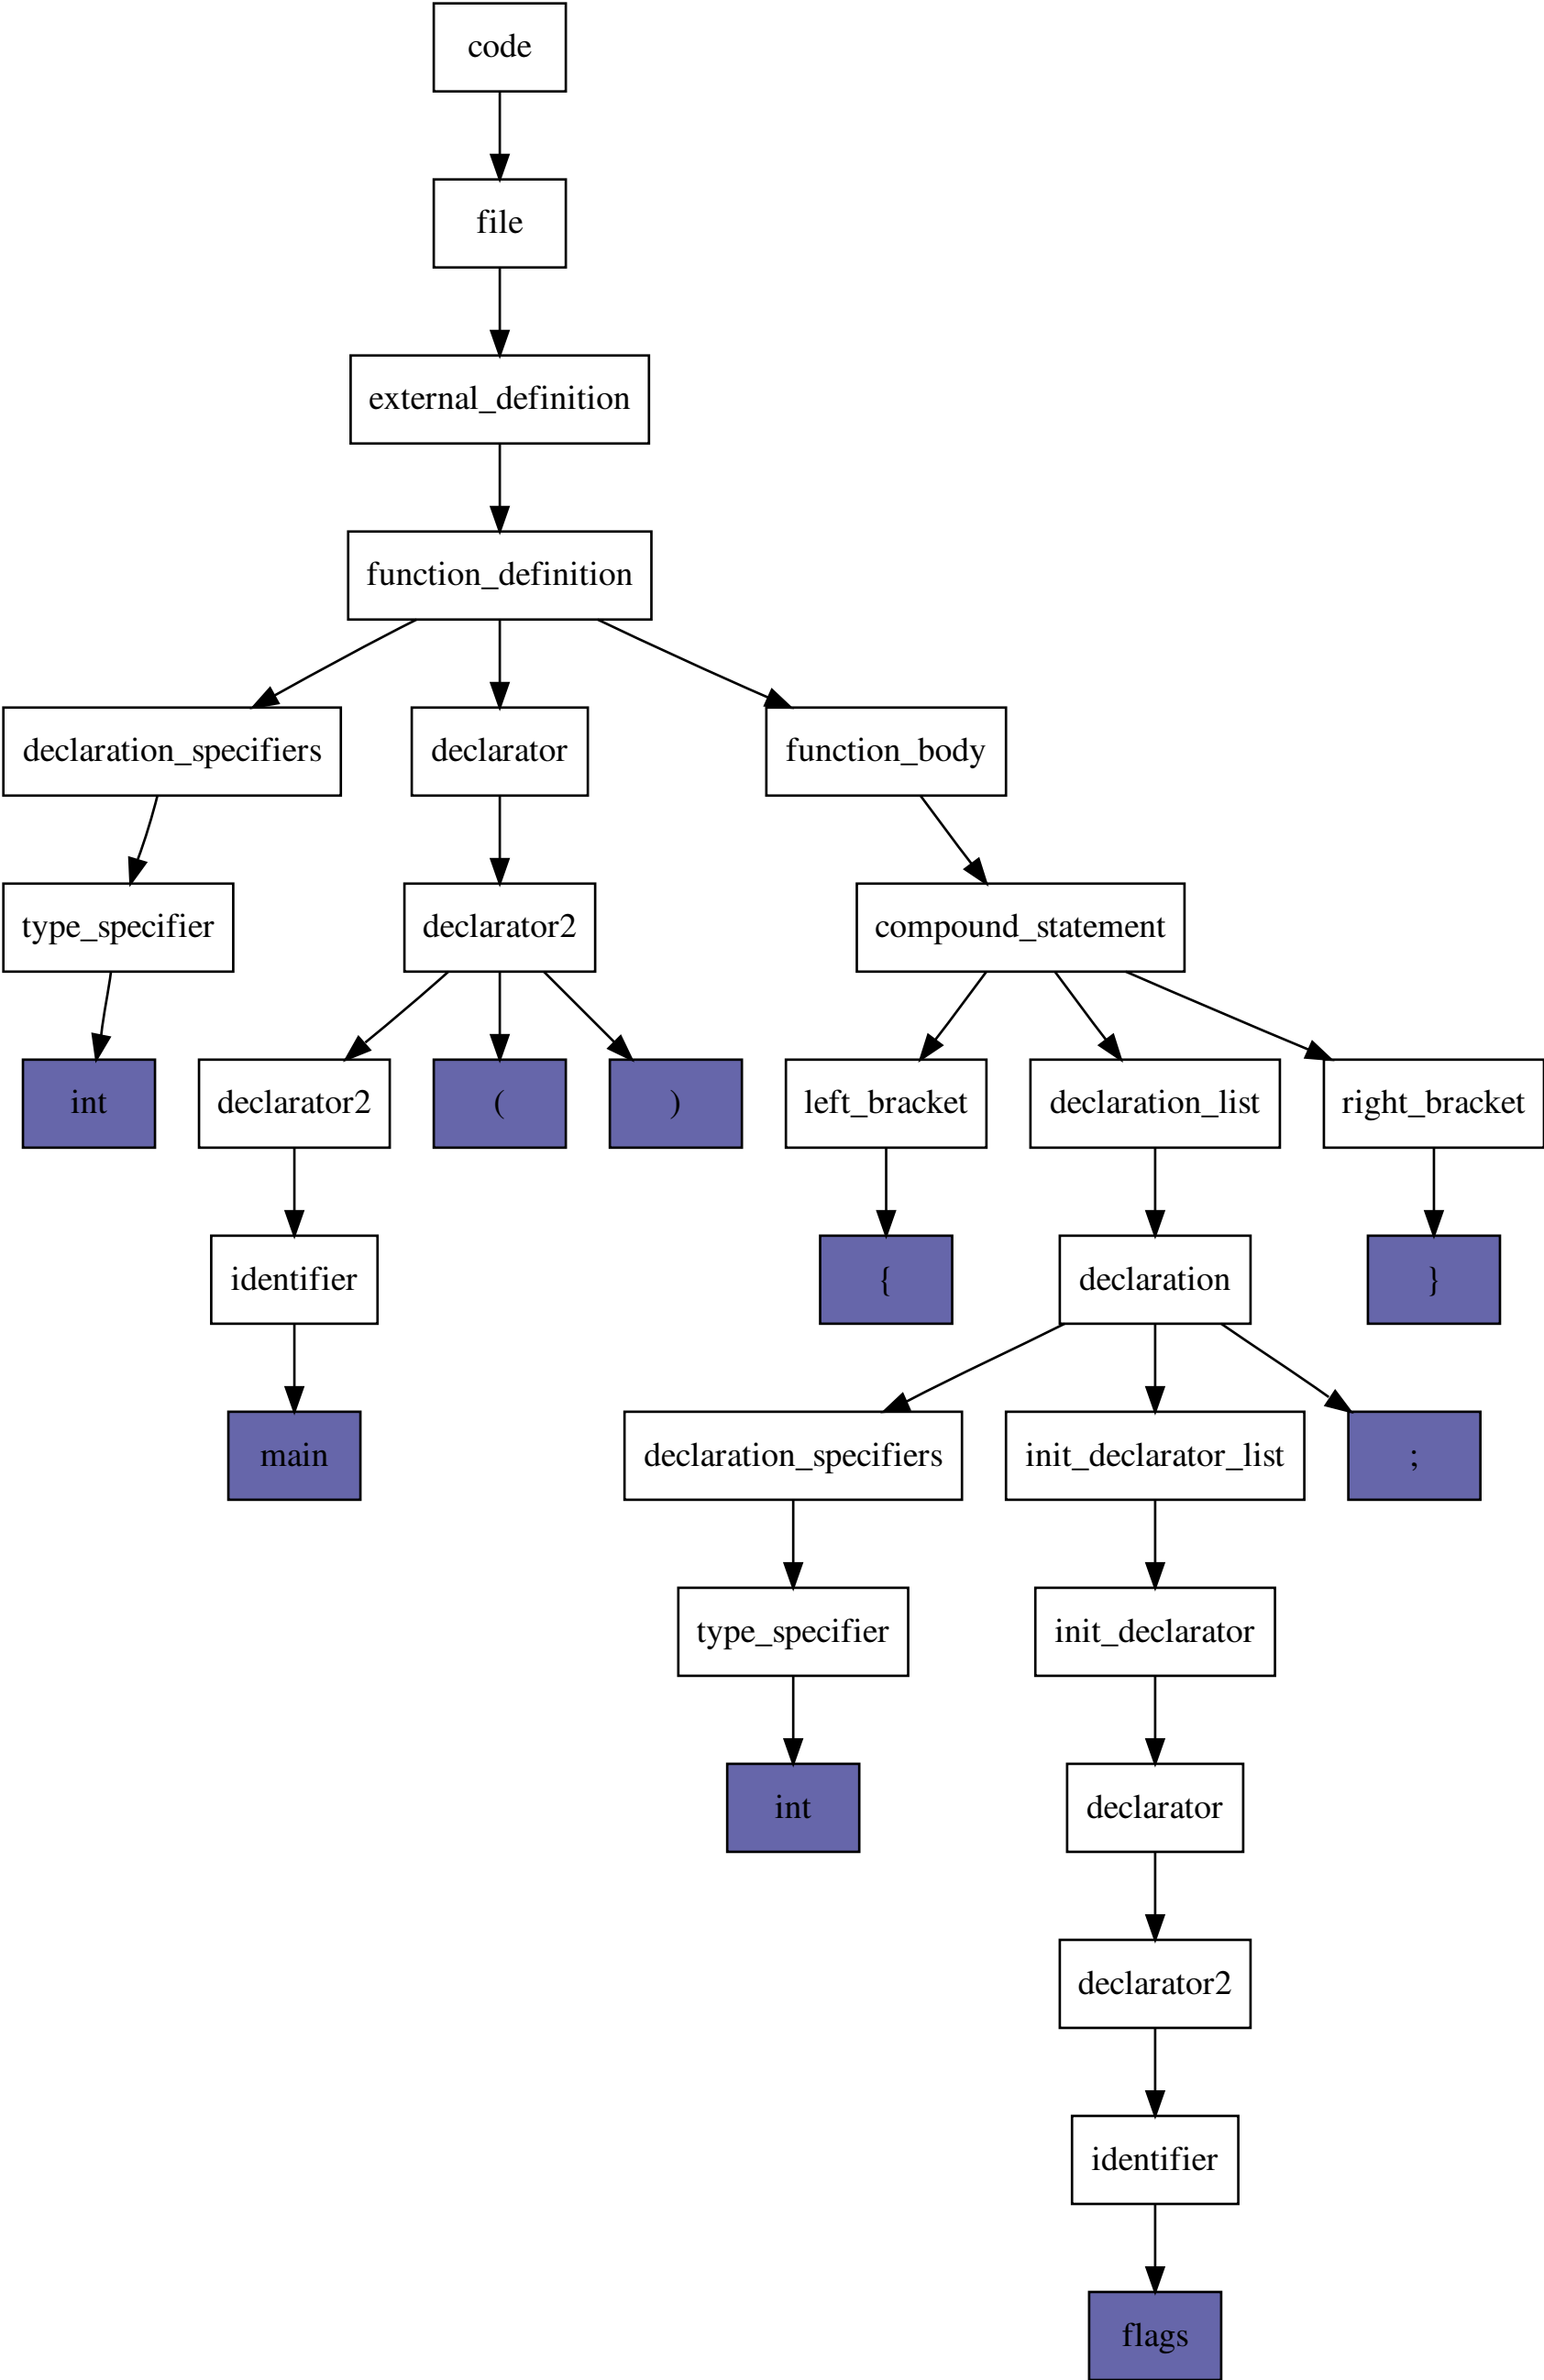 code
file
external_definition
function_definition
declaration_specifiers
declarator
function_body
type_specifier
declarator2
compound_statement
int
declarator2
(
)
left_bracket
declaration_list
right_bracket
identifier
{
declaration
}
main
declaration_specifiers
init_declarator_list
;
type_specifier
init_declarator
int
declarator
declarator2
identifier
flags